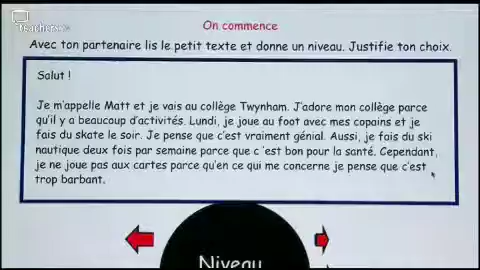 Teachers
On commence
Avec ton partenaire lis le petit texte et donne un niveau. Justifie ton choix.
Salut !
Je m'appelle Matt et je vais au collège Twynham. J'adore mon collège parce
qu'il y a beaucoup d'activités. Lundi, je joue au foot avec mes copains et je
fais du skate le soir. Je pense que c'est vraiment génial. Aussi, je fais du ski
nautique deux fois par semaine parce que c 'est bon pour la santé. Cependant,
je ne joue pas aux cartes parce qu'en ce qui me concerne je pense que c'est
trop barbant.
Niveau